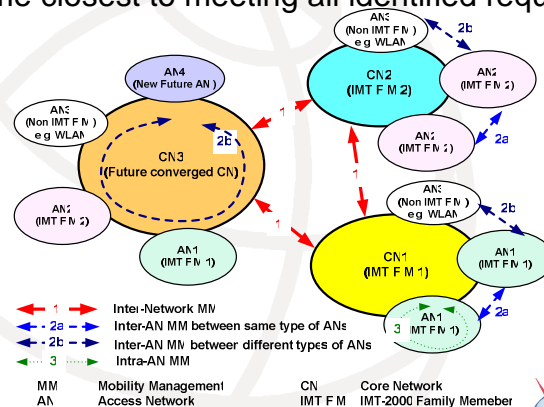 e closest to meeting all identified requ
AN3
(Non IMT FM)
e.g WLAN
2b
AN2
(IMT FM 2)
CN2
(IMT FM 2)
AN2
(IMT FM 2)
2a
AN4
(New Future AN)
AN3
(Non IMT FM)
e.g WLAN
2b
CN3
(Future converged CN)
AN2
(IMT FM 2)
AN1
(IMT FM 1)
1
1
1
AN3
(Non IMT FM)
e.g WLAN
2b
CN1
(IMT FM 1)
AN1
(IMT FM 1)
2a
3
AN1
(IMT FM 1)
1 Inter-Network MM
2a Inter-AN MM between same type of ANs
2b Inter-AN MM between different types of ANs
3 Intra-AN MM
MM Mobility Management CN Core Network
AN Access Network IMT FM IMT-2000 Family Memeber